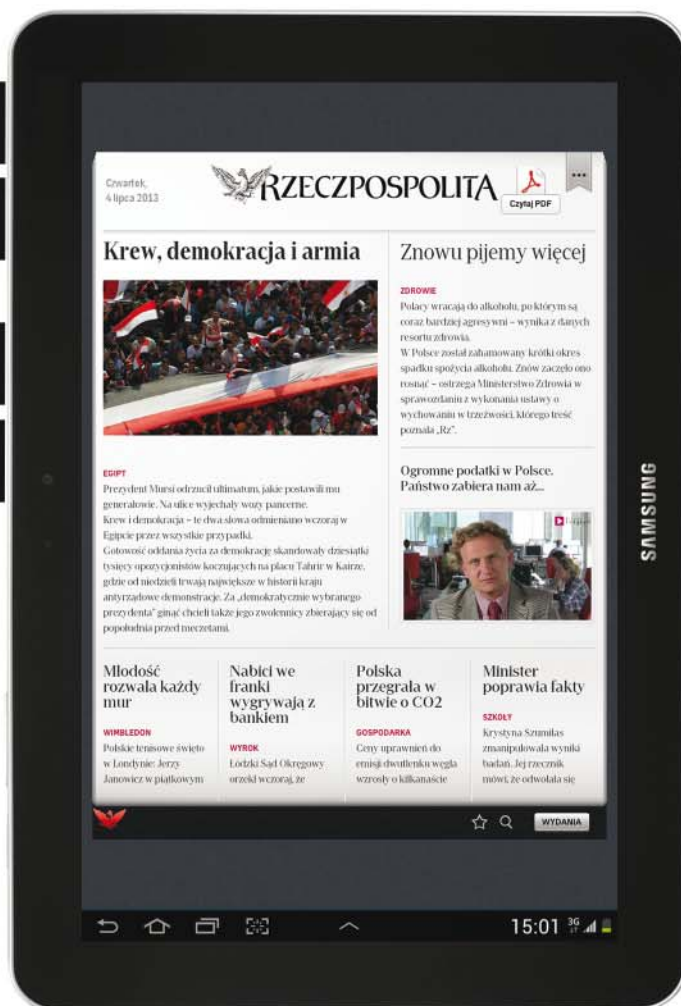 Czwartek,
4 lipca 2013
RZECZPOSPOLITA
Czytaj PDF
Krew, demokracja i armia
EGIPT
Prezydent Mursi odrzucił ultimatum, jakie postawili mu
generałowie. Na ulice wyjechały wozy pancerne.
Krew i demokracja – te dwa słowa odmieniano wczoraj w
Egipcie przez wszystkie przypadki.
Gotowość oddania życia za demokrację skandowały dziesiątki
tysięcy opozycjonistów koczujących na placu Tahrir w Kairze,
gdzie od niedzieli trwają największe w historii kraju
antyrządowe demonstracje. Za „demokratycznie wybranego
prezydenta" ginąć chcieli także jego zwolennicy zbierający się od
popołudnia przed meczetami.
Znowu pijemy więcej
ZDROWIE
Polacy wracają do alkoholu, po którym są
coraz bardziej agresywni – wynika z danych
resortu zdrowia.
W Polsce został zahamowany krótki okres
spadku spożycia alkoholu. Znów zaczęło ono
rosnąć – ostrzega Ministerstwo Zdrowia w
sprawozdaniu z wykonania ustawy o
wychowaniu w trzeźwości, którego treść
poznała „Rz".
Ogromne podatki w Polsce.
Państwo zabiera nam aż...
Młodość
rozwala każdy
mur
WIMBLEDON
Polskie tenisowe święto
w Londynie: Jerzy
Janowicz w piątkowym
Nabici we
franki
wygrywają z
bankiem
WYROK
Łódzki Sąd Okręgowy
orzekł wczoraj, że
Polska
przegrała w
bitwie o CO2
GOSPODARKA
Ceny uprawnień do
emisji dwutlenku węgla
wzrosły o kilkanaście
Minister
poprawia fakty
SZKOŁY
Krystyna Szumilas
zmanipulowała wyniki
badań. Jej rzecznik
mówi, że odwołała się
WYDANIA
15:01 3G
SAMSUNG